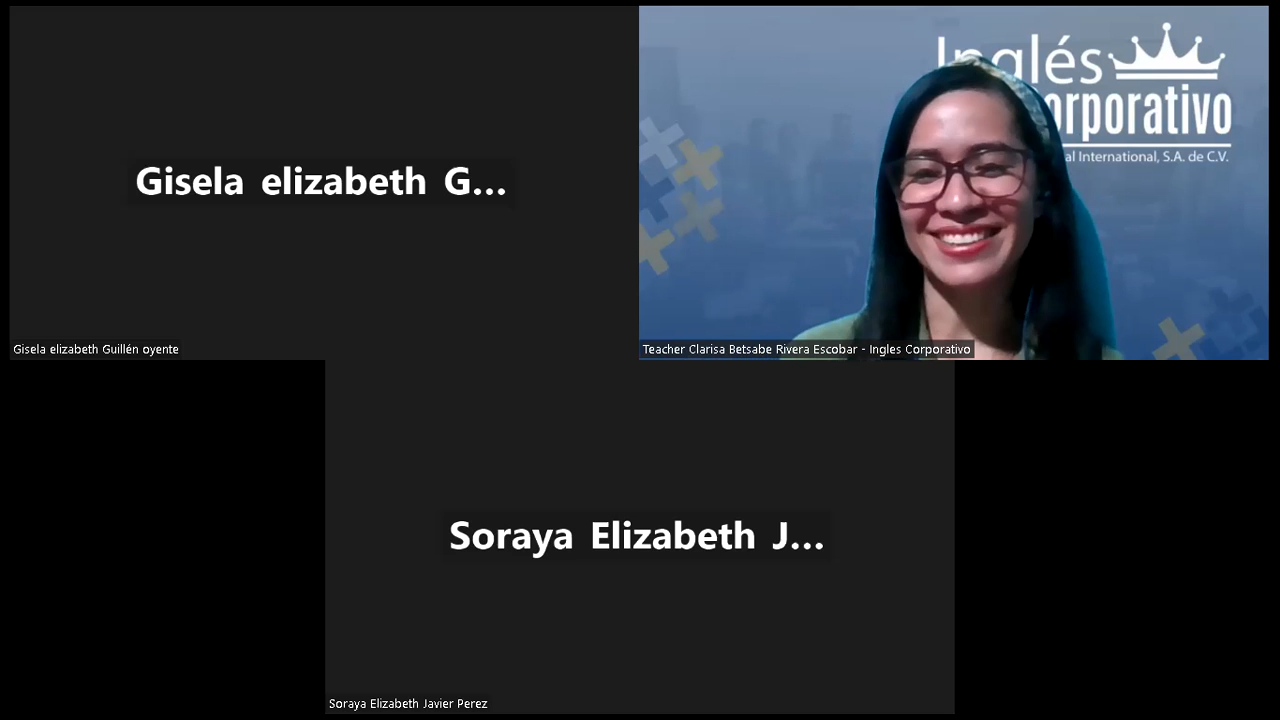 Gisela elizabeth G...
Gisela elizabeth Guillén oyente
Inglés
orporativo
al International, S.A. de C.V.
Teacher Clarisa Betsabe Rivera Escobar - Ingles Corporativo
Soraya Elizabeth J...
Soraya Elizabeth Javier Perez